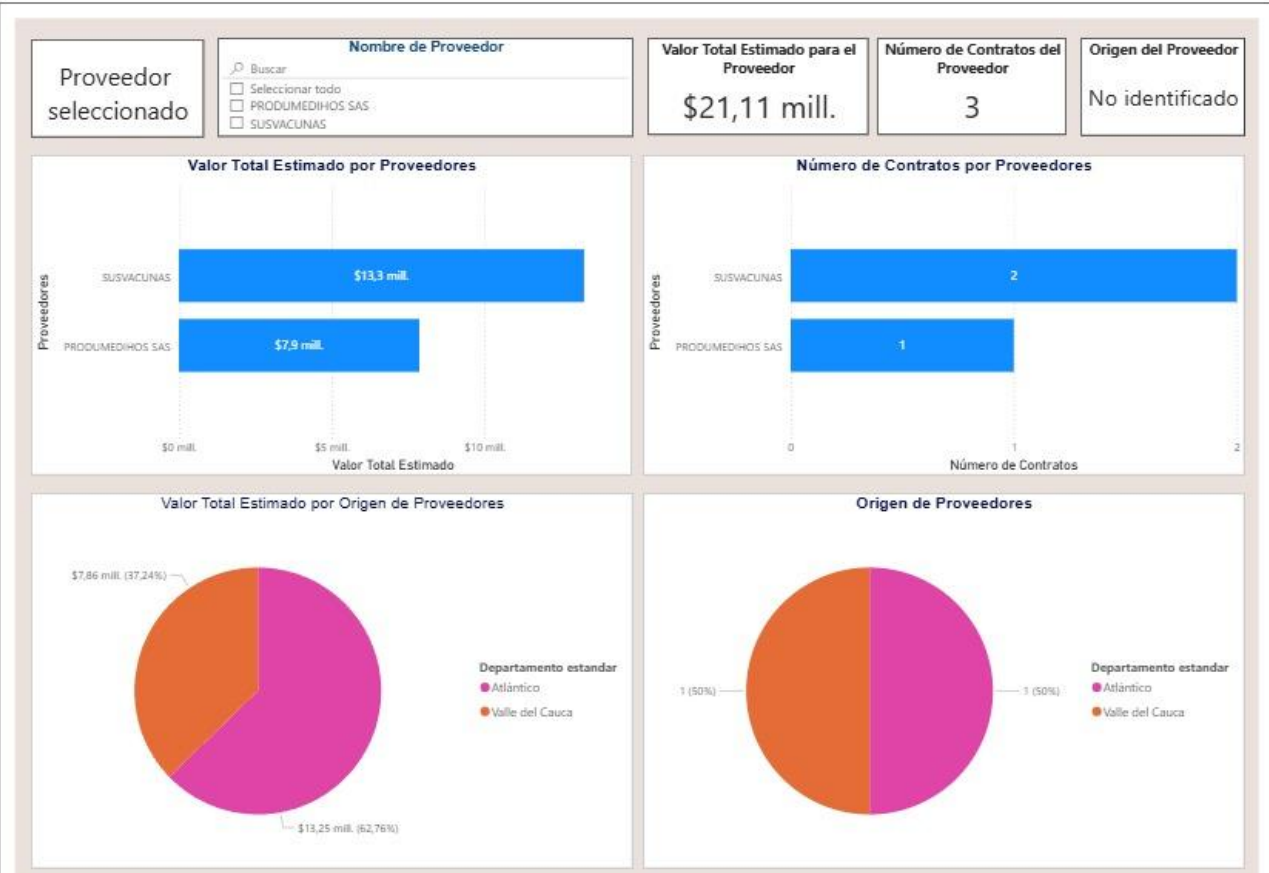 Proveedor
seleccionado
Nombre de Proveedor
Buscar
Seleccionar todo
PRODUMEDIHOS SAS
SUSVACUNAS
Valor Total Estimado para el
Proveedor
$21,11 mill.
Número de Contratos del
Proveedor
3
Origen del Proveedor
No identificado
Valor Total Estimado por Proveedores
Proveedores
SUSVACUNAS
$13,3 mill.
PRODUMEDIHOS SAS
$7,9 mill.
$0 mill.
$5 mill.
$10 mill.
Valor Total Estimado
Número de Contratos por Proveedores
Proveedores
SUSVACUNAS
2
PRODUMEDIHOS SAS
1
0
1
2
Número de Contratos
Valor Total Estimado por Origen de Proveedores
$7,86 mill. (37,24%)
$13,25 mill. (62,76%)
Departamento estandar
Atlántico
Valle del Cauca
Origen de Proveedores
1 (50%)
1 (50%)
Departamento estandar
Atlántico
Valle del Cauca